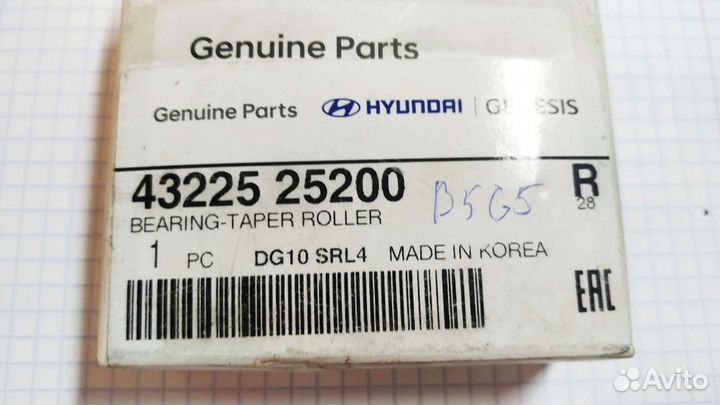 Genuine Parts
Genuine Parts HYUNDAI | GENESIS
43225 25200 B5G5 R
BEARING-TAPER ROLLER 28
1 PC DG10 SRL4 MADE IN KOREA
EAC
Avito